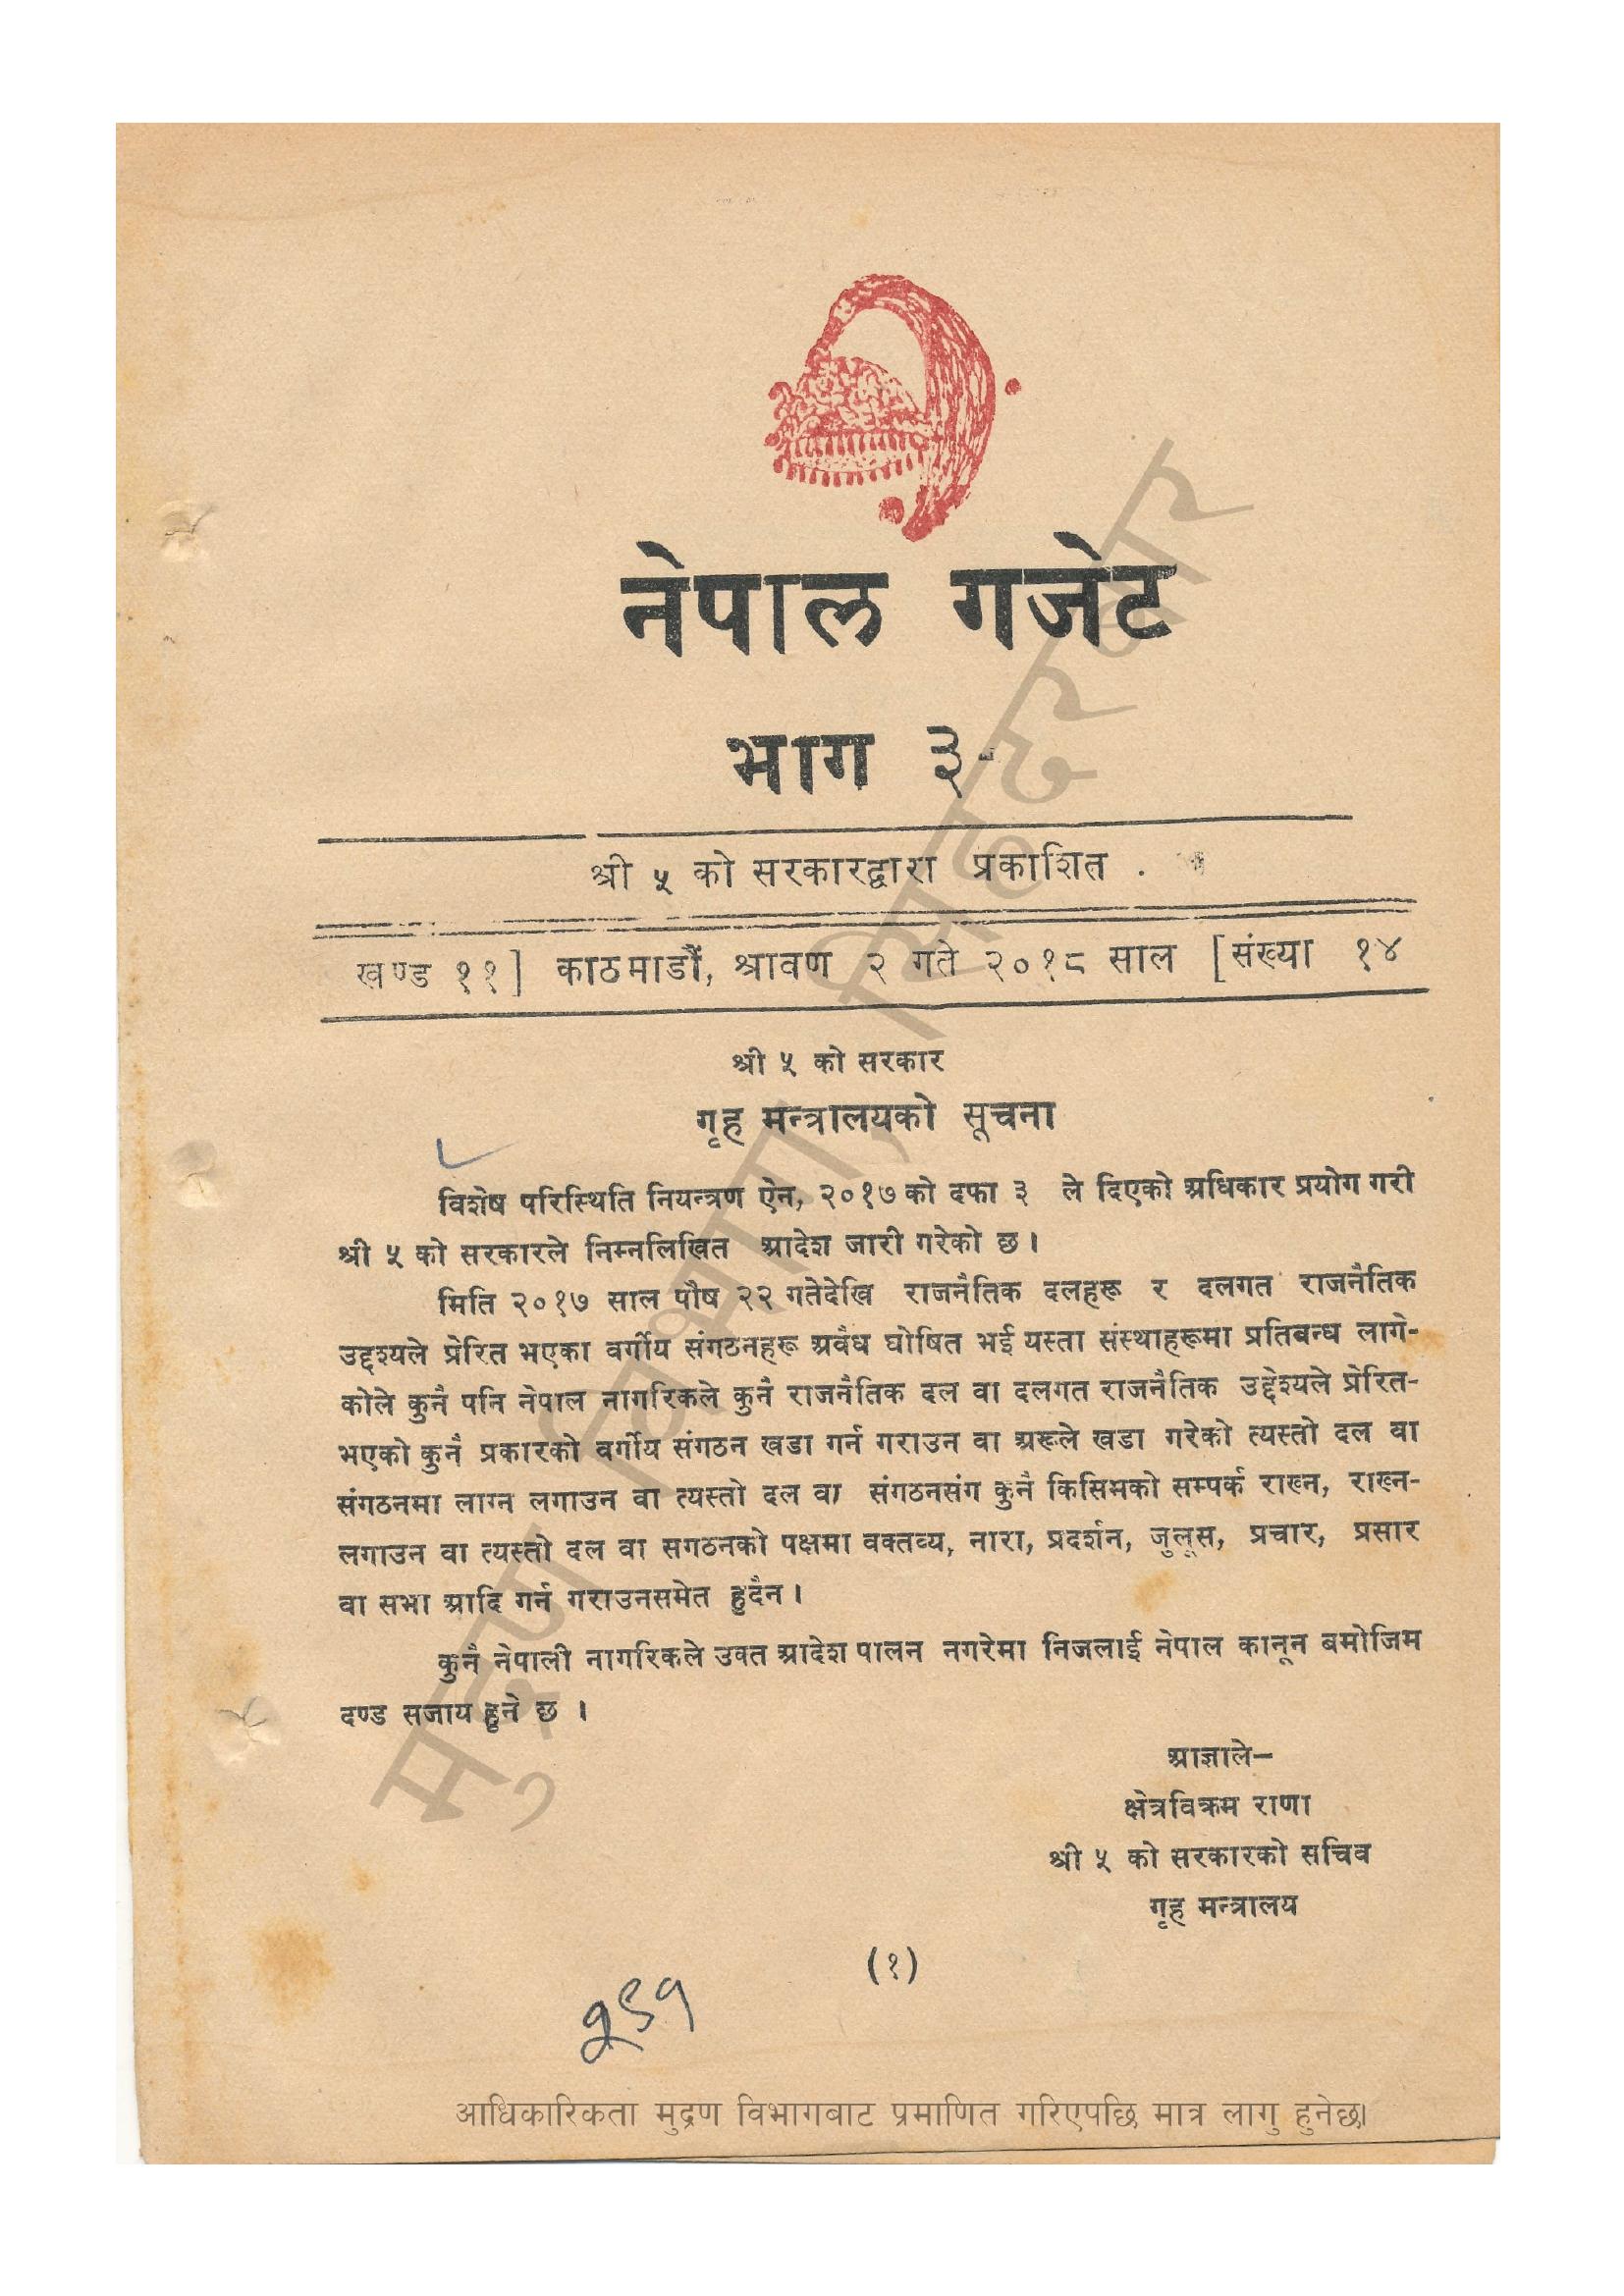 नेपाल गजेट
भाग ३
श्री ५ को सरकारद्वारा प्रकाशित
खण्ड ११] काठमाडौं, श्रावण २ गते २०१८ साल [संख्या १४
श्री ५ को सरकार
गृह मन्त्रालयको सूचना
विशेष परिस्थिति नियन्त्रण ऐन, २०१७ को दफा ३ ले दिएको अधिकार प्रयोग गरी
श्री ५ को सरकारले निम्नलिखित आदेश जारी गरेको छ ।
मिति २०१७ साल पौष २२ गतेदेखि राजनैतिक दलहरू र दलगत राजनैतिक
उद्दश्यले प्रेरित भएका वर्गीय संगठनहरू अवैध घोषित भई यस्ता संस्थाहरूमा प्रतिबन्ध लागे-
कोले कुनै पनि नेपाल नागरिकले कुनै राजनैतिक दल वा दलगत राजनैतिक उद्देश्यले प्रेरित-
भएको कुनै प्रकारको वर्गीय संगठन खडा गर्न गराउन वा अरूले खडा गरेको त्यस्तो दल वा
संगठनमा लाग्न लगाउन वा त्यस्तो दल वा संगठनसंग कुनै किसिमको सम्पर्क राख्न, राख्न-
लगाउन वा त्यस्तो दल वा सगठनको पक्षमा वक्तव्य, नारा, प्रदर्शन, जुलूस, प्रचार, प्रसार
वा सभा आदि गर्न गराउनसमेत हुदैन ।
कुनै नेपाली नागरिकले उक्त आदेश पालन नगरेमा निजलाई नेपाल कानून बमोजिम
दण्ड सजाय हुने छ ।
आज्ञाले—
क्षेत्रविक्रम राणा
श्री ५ को सरकारको सचिव
गृह मन्त्रालय
(१)
आधिकारिकता मुद्रण विभागबाट प्रमाणित गरिएपछि मात्र लागु हुनेछ।
मुद्रण विभाग, सिंहदरबार